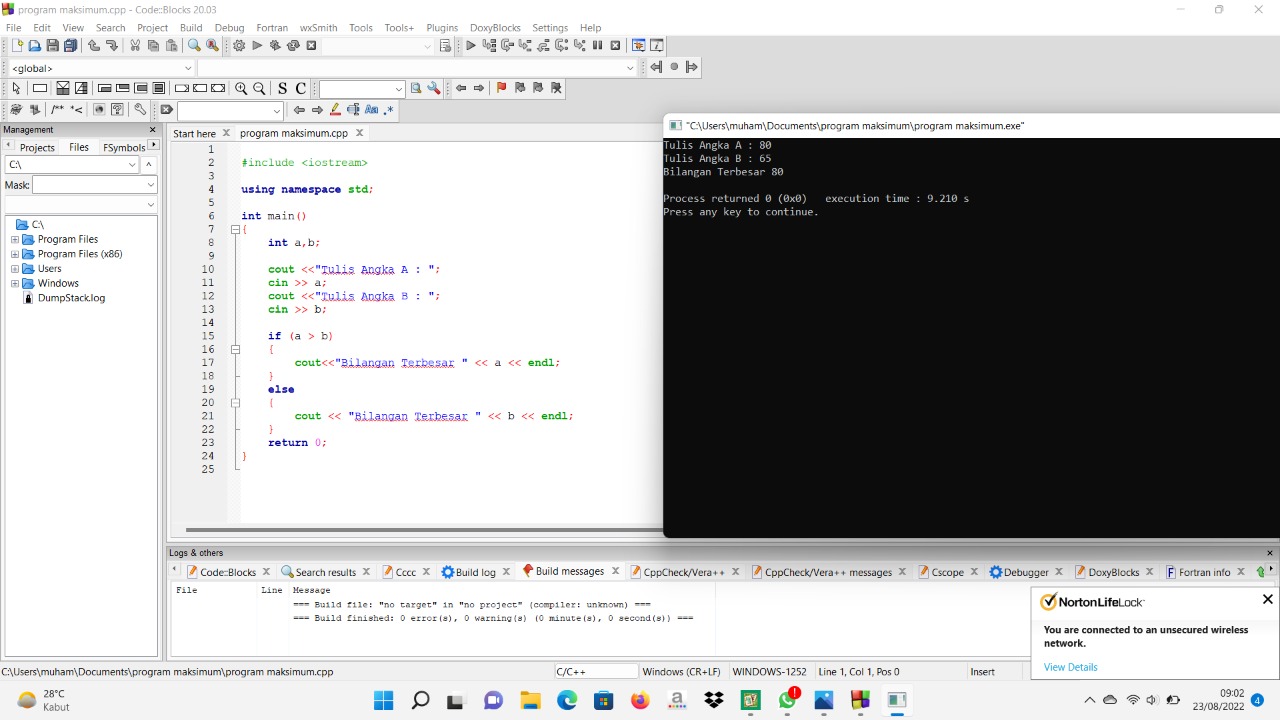 program maksimum.cpp - Code::Blocks 20.03
File Edit View Search Project Build Debug Fortran wxSmith Tools Tools+ Plugins DoxyBlocks Settings Help
<global>
S C
/** *<
Aa .*
Management
Projects Files FSymbols
C:\
Mask:
C:\
Program Files
Program Files (x86)
Users
Windows
DumpStack.log
Start here program maksimum.cpp
1
2 #include <iostream>
3
4 using namespace std;
5
6 int main()
7 {
8 int a,b;
9
10 cout <<"Tulis Angka A : ";
11 cin >> a;
12 cout <<"Tulis Angka B : ";
13 cin >> b;
14
15 if (a > b)
16 {
17 cout<<"Bilangan Terbesar " << a << endl;
18 }
19 else
20 {
21 cout << "Bilangan Terbesar " << b << endl;
22 }
23 return 0;
24 }
25
"C:\Users\muham\Documents\program maksimum\program maksimum.exe"
Tulis Angka A : 80
Tulis Angka B : 65
Bilangan Terbesar 80
Process returned 0 (0x0) execution time : 9.210 s
Press any key to continue.
Logs & others
Code::Blocks Search results Cccc Build log Build messages CppCheck/Vera++ CppCheck/Vera++ messages Cscope Debugger DoxyBlocks Fortran info
File Line Message
=== Build file: "no target" in "no project" (compiler: unknown) ===
=== Build finished: 0 error(s), 0 warning(s) (0 minute(s), 0 second(s)) ===
NortonLifeLock
You are connected to an unsecured wireless
network.
View Details
C:\Users\muham\Documents\program maksimum\program maksimum.cpp C/C++ Windows (CR+LF) WINDOWS-1252 Line 1, Col 1, Pos 0 Insert
28°C
Kabut
09:02
23/08/2022
4